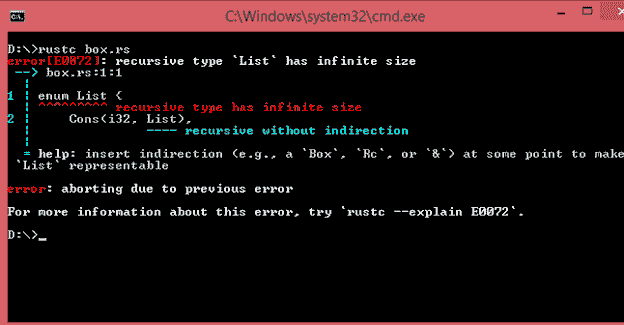 C:\Windows\system32\cmd.exe
D:\>rustc box.rs
error[E0072]: recursive type `List` has infinite size
--> box.rs:1:1
|
1 | enum List {
| ^^^^^^^^^ recursive type has infinite size
2 |     Cons(i32, List),
|               ---- recursive without indirection
|
= help: insert indirection (e.g., a `Box`, `Rc`, or `&`) at some point to make
`List` representable
error: aborting due to previous error
For more information about this error, try `rustc --explain E0072`.
D:\>_